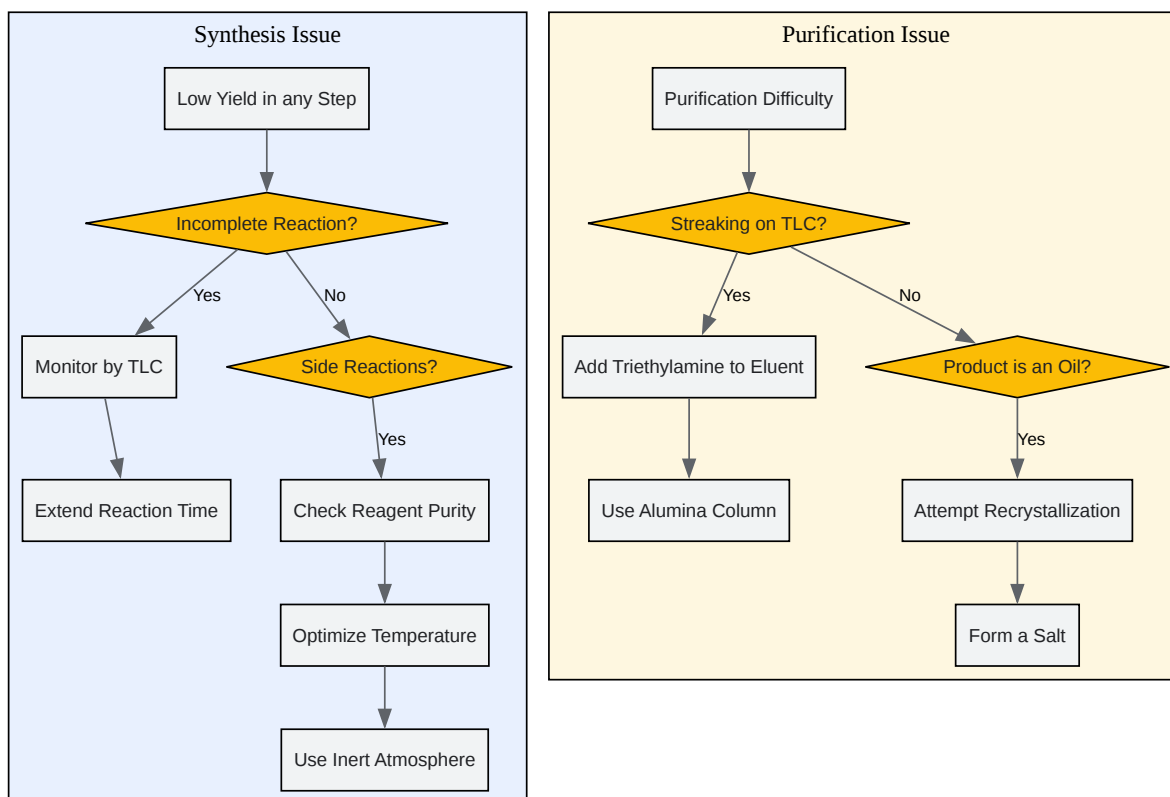 Synthesis Issue
Low Yield in any Step
Incomplete Reaction?
Yes
No
Monitor by TLC
Side Reactions?
Yes
Extend Reaction Time
Check Reagent Purity
Optimize Temperature
Use Inert Atmosphere
Purification Issue
Purification Difficulty
Streaking on TLC?
Yes
No
Add Triethylamine to Eluent
Product is an Oil?
Yes
Use Alumina Column
Attempt Recrystallization
Form a Salt